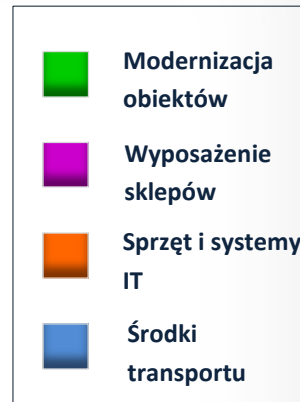 Modernizacja
obiektów
Wyposażenie
sklepów
Sprzęt i systemy
IT
Środki
transportu